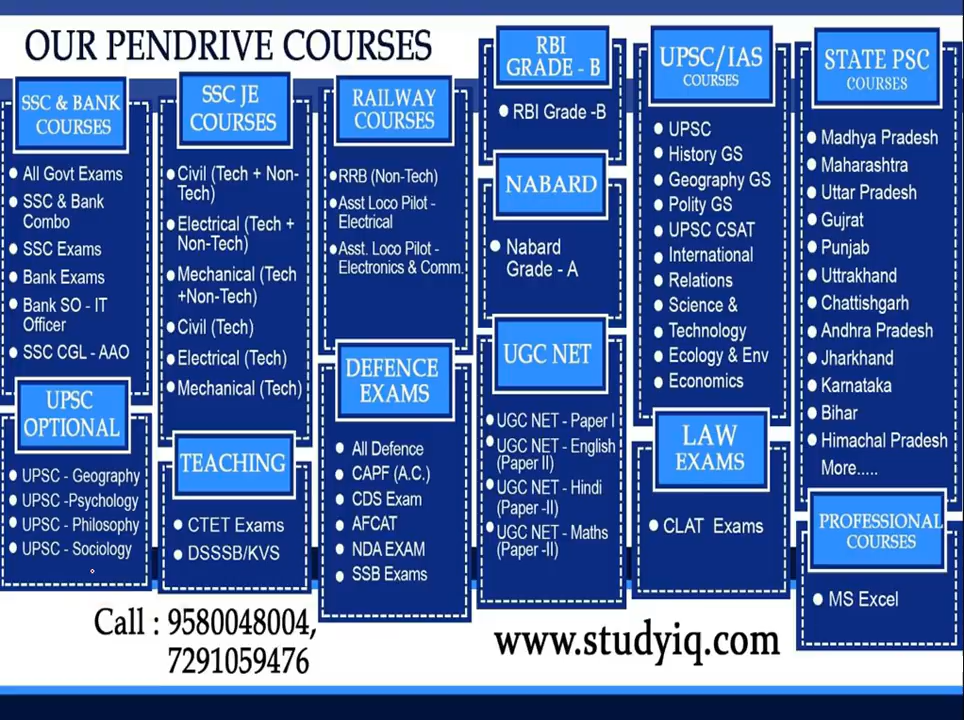 OUR PENDRIVE COURSES
SSC & BANK
COURSES
All Govt Exams
SSC & Bank
Combo
SSC Exams
Bank Exams
Bank SO - IT
Officer
SSC CGL - AAO
UPSC
OPTIONAL
UPSC - Geography
UPSC -Psychology
UPSC - Philosophy
UPSC - Sociology
SSC JE
COURSES
Civil (Tech + Non-
Tech)
Electrical (Tech +
Non-Tech)
Mechanical (Tech
+Non-Tech)
Civil (Tech)
Electrical (Tech)
Mechanical (Tech)
TEACHING
CTET Exams
DSSSB/KVS
RAILWAY
COURSES
RRB (Non-Tech)
Asst Loco Pilot -
Electrical
Asst. Loco Pilot -
Electronics & Comm.
DEFENCE
EXAMS
All Defence
CAPF (A.C.)
CDS Exam
AFCAT
NDA EXAM
SSB Exams
RBI
GRADE - B
RBI Grade -B
NABARD
Nabard
Grade - A
UGC NET
UGC NET - Paper I
UGC NET - English
(Paper II)
UGC NET - Hindi
(Paper -II)
UGC NET - Maths
(Paper -II)
UPSC/IAS
COURSES
UPSC
History GS
Geography GS
Polity GS
UPSC CSAT
International
Relations
Science &
Technology
Ecology & Env
Economics
LAW
EXAMS
CLAT Exams
STATE PSC
COURSES
Madhya Pradesh
Maharashtra
Uttar Pradesh
Gujrat
Punjab
Uttrakhand
Chattishgarh
Andhra Pradesh
Jharkhand
Karnataka
Bihar
Himachal Pradesh
More.....
PROFESSIONAL
COURSES
MS Excel
Call : 9580048004,
7291059476
www.studyiq.com